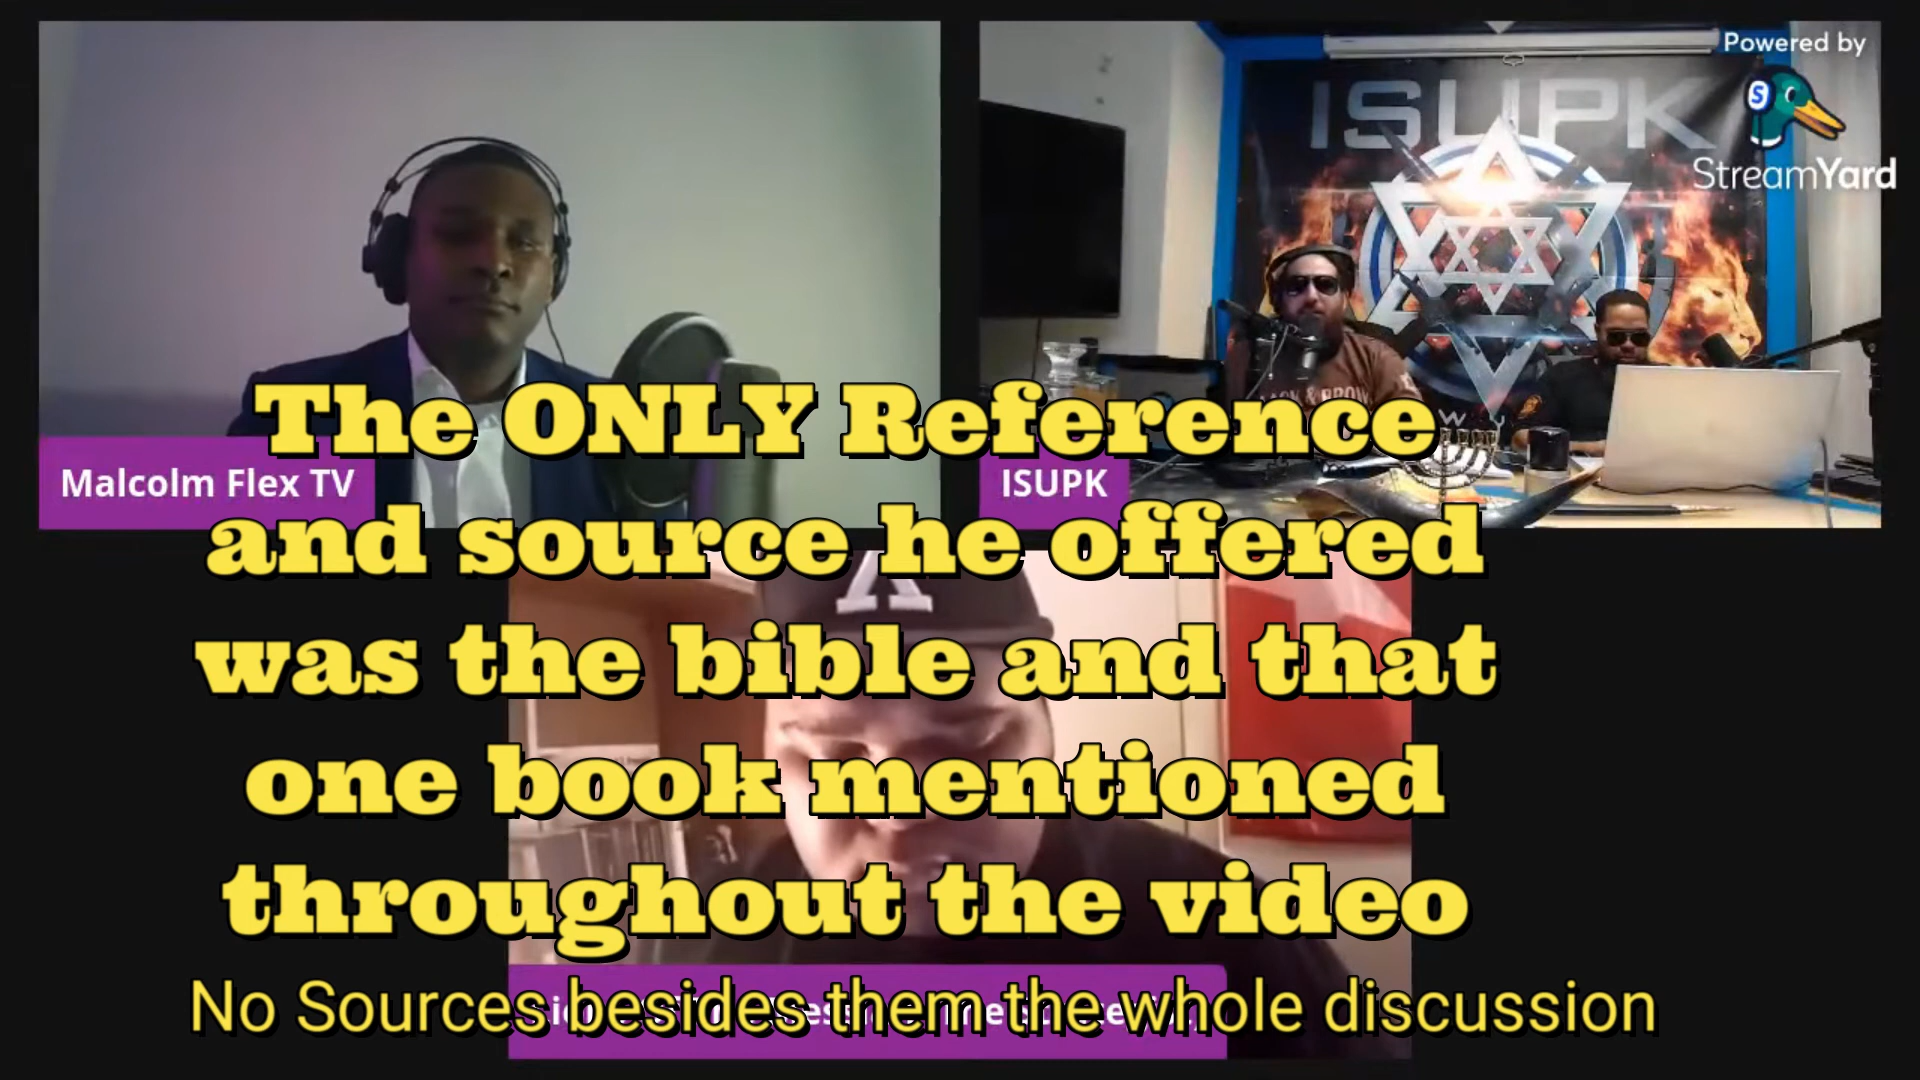 Powered by
StreamYard
ISUPK
Malcolm Flex TV
ISUPK
The ONLY Reference
and source he offered
was the bible and that
one book mentioned
throughout the video
No Sources besides them the whole discussion